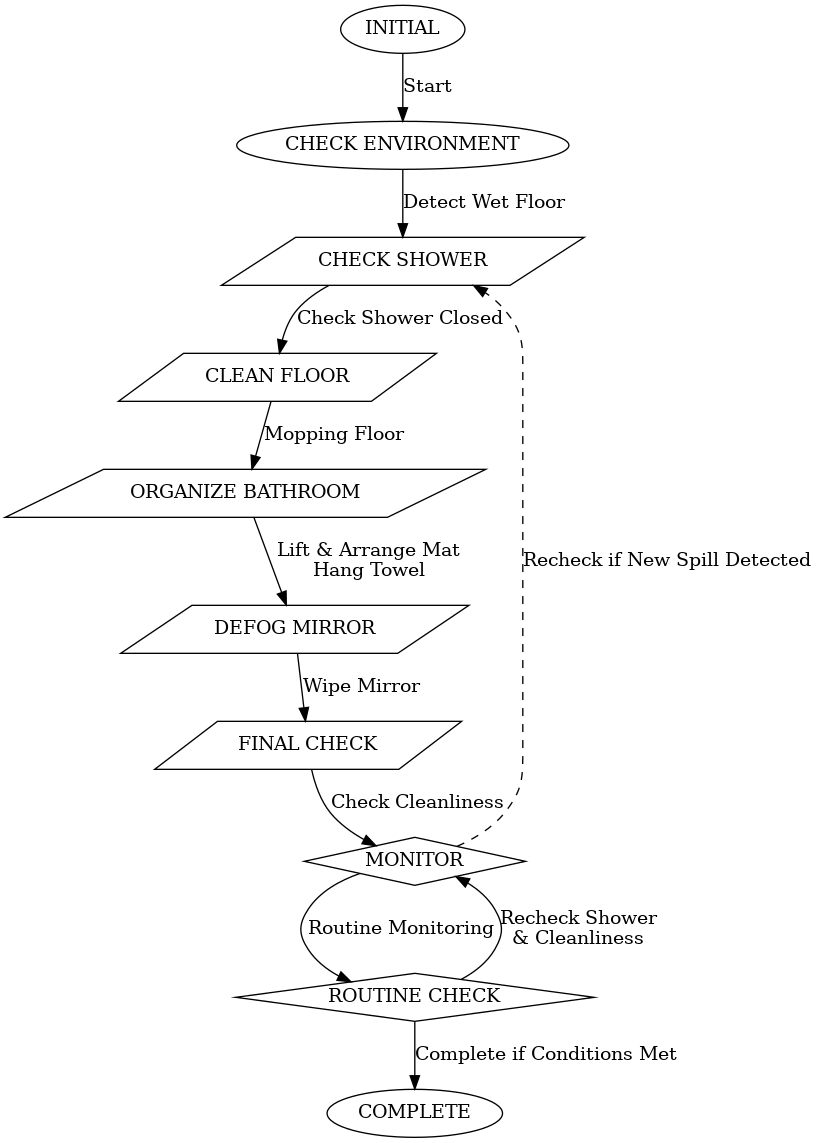 INITIAL
Start
CHECK ENVIRONMENT
Detect Wet Floor
CHECK SHOWER
Check Shower Closed
CLEAN FLOOR
Mopping Floor
ORGANIZE BATHROOM
Lift & Arrange Mat
Hang Towel
Recheck if New Spill Detected
DEFOG MIRROR
Wipe Mirror
FINAL CHECK
Check Cleanliness
MONITOR
Routine Monitoring
Recheck Shower
& Cleanliness
ROUTINE CHECK
Complete if Conditions Met
COMPLETE